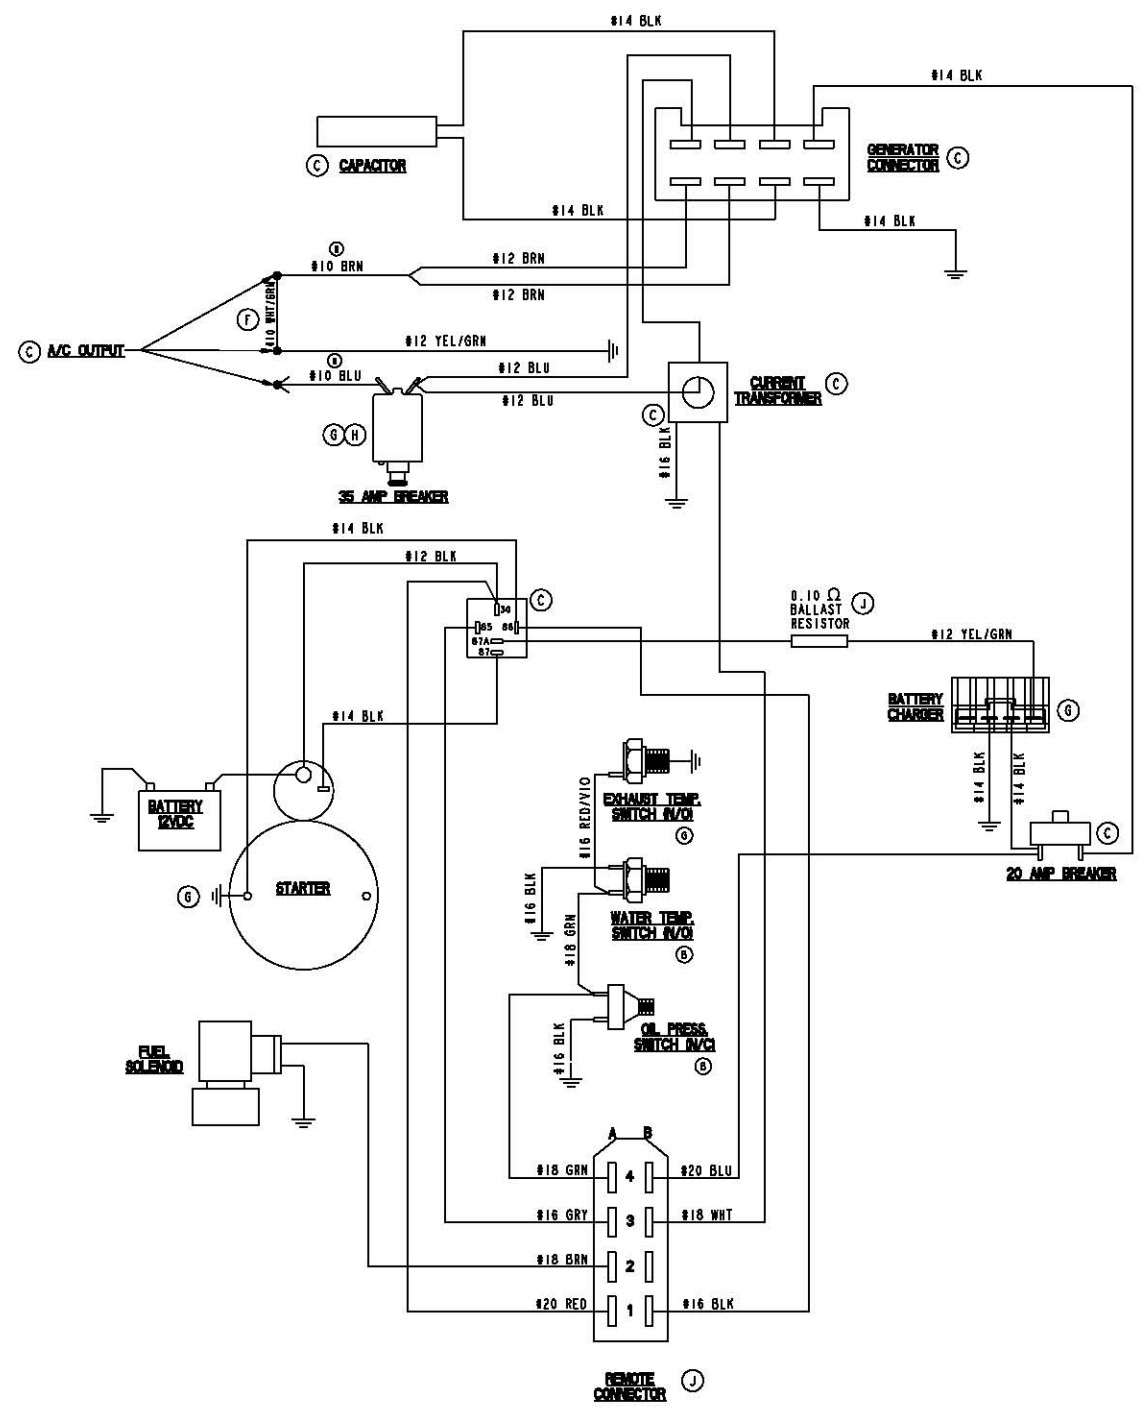 #14 BLK
#14 BLK
GENERATOR
CONNECTOR
C
C
CAPACITOR
#14 BLK
#14 BLK
#10 BRN
#12 BRN
#12 BRN
#10 WHT/GRN
F
C
A/C OUTPUT
#12 YEL/GRN
#10 BLU
#12 BLU
#12 BLU
CURRENT
TRANSFORMER
C
C
G
H
#16 BLK
35 AMP BREAKER
#14 BLK
#12 BLK
C
30
85
86
87A
87
0.10 Ω
BALLAST
RESISTOR
J
#12 YEL/GRN
BATTERY
CHARGER
G
#14 BLK
#14 BLK
#14 BLK
BATTERY
12VDC
#16 RED/VIO
EXHAUST TEMP.
SWITCH (N/O)
G
C
20 AMP BREAKER
G
STARTER
#16 BLK
#18 GRN
WATER TEMP.
SWITCH (N/O)
B
#16 BLK
OIL PRESS.
SWITCH (N/C)
B
FUEL
SOLENOID
A B
#18 GRN 4 #20 BLU
#16 GRY 3 #18 WHT
#18 BRN 2
#20 RED 1 #16 BLK
REMOTE
CONNECTOR
J